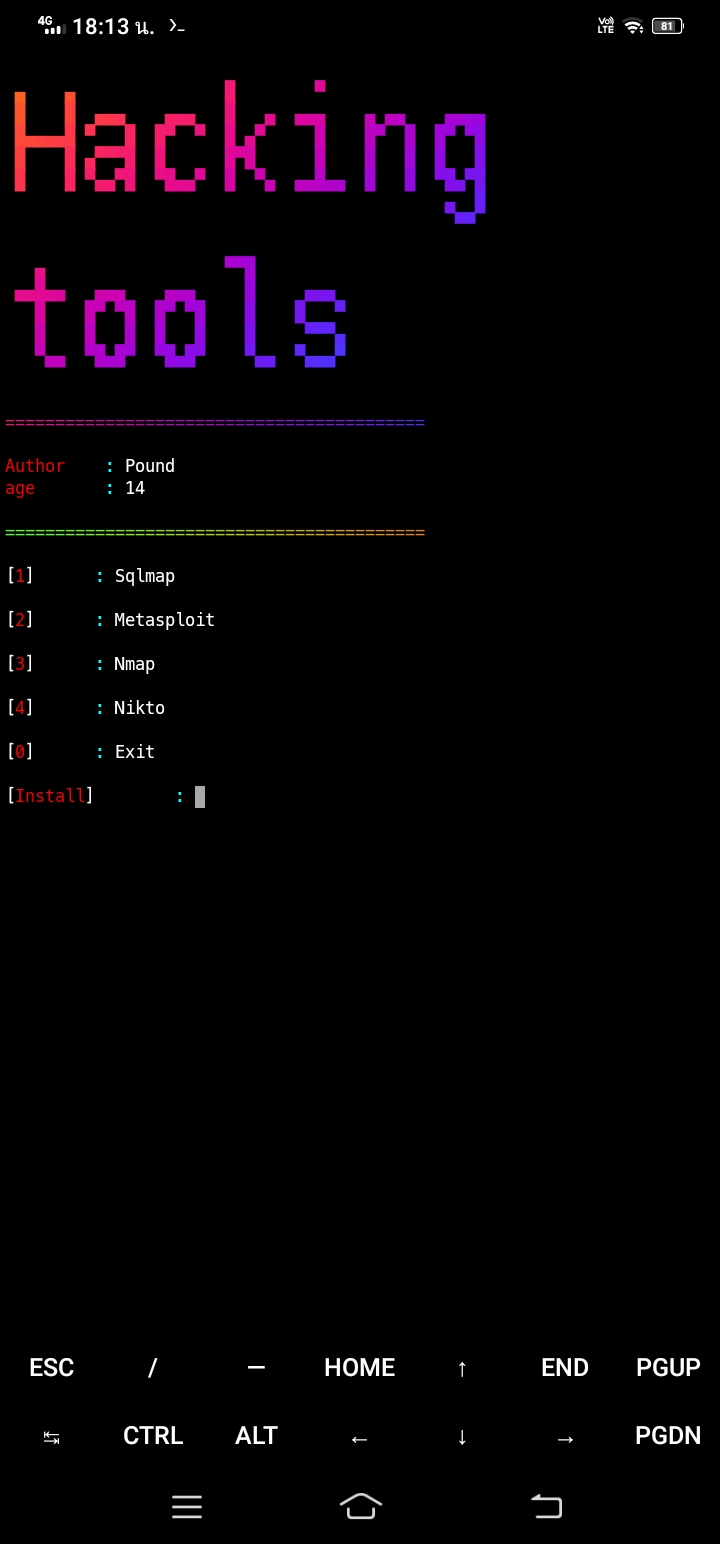 4G 18:13 น. >_ Vo) LTE 81
Hacking
tools
==========================================
Author : Pound
age : 14
==========================================
[1] : Sqlmap
[2] : Metasploit
[3] : Nmap
[4] : Nikto
[0] : Exit
[Install] :
ESC / — HOME ↑ END PGUP
↹ CTRL ALT ← ↓ → PGDN